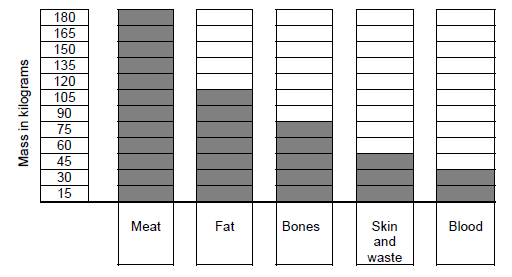 Mass in kilograms
180
165
150
135
120
105
90
75
60
45
30
15
Meat
Fat
Bones
Skin
and
waste
Blood